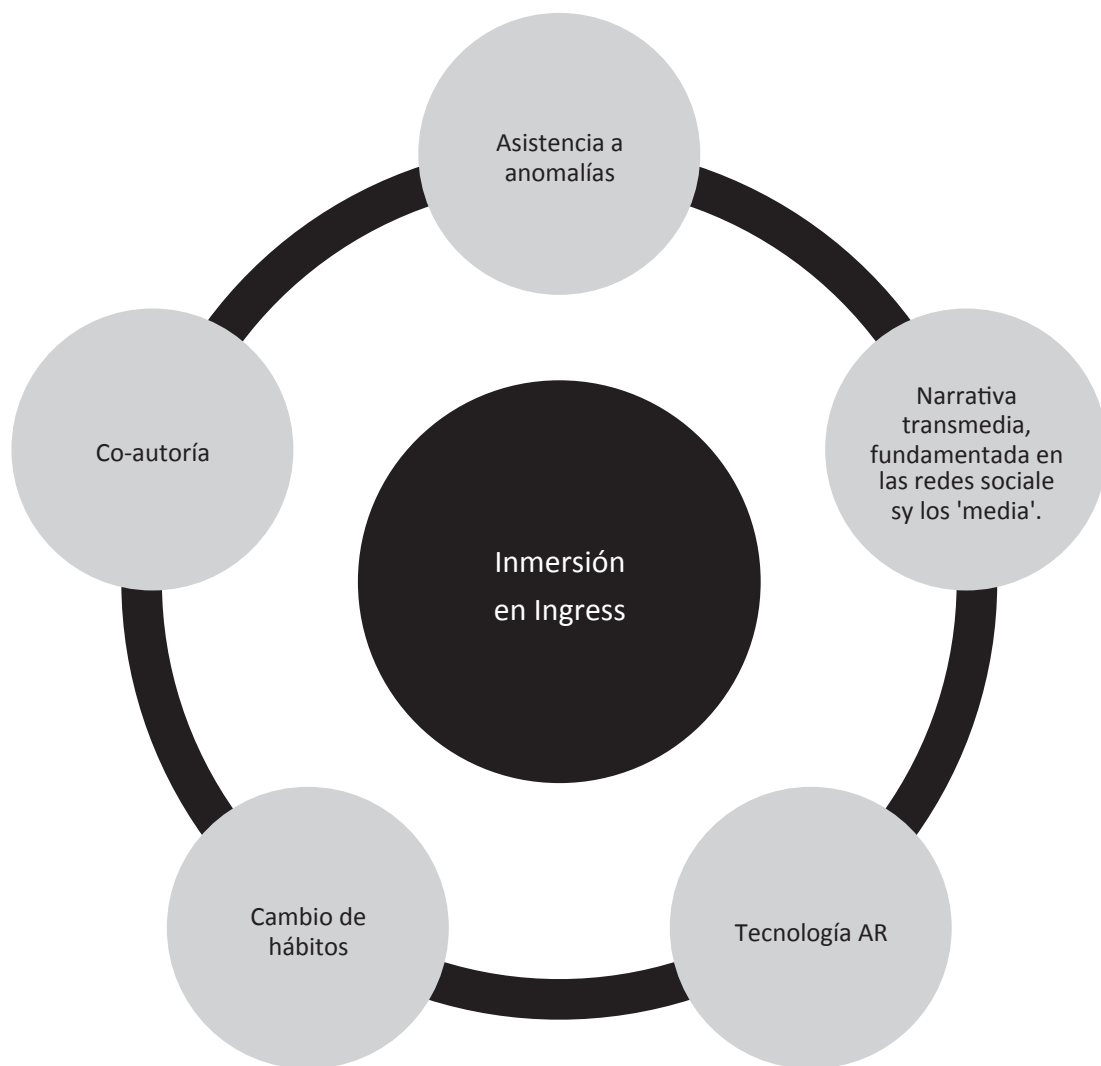 Asistencia a
anomalías
Narrativa
transmedia,
fundamentada en
las redes sociale
sy los 'media'.
Co-autoría
Inmersión
en Ingress
Cambio de
hábitos
Tecnología AR